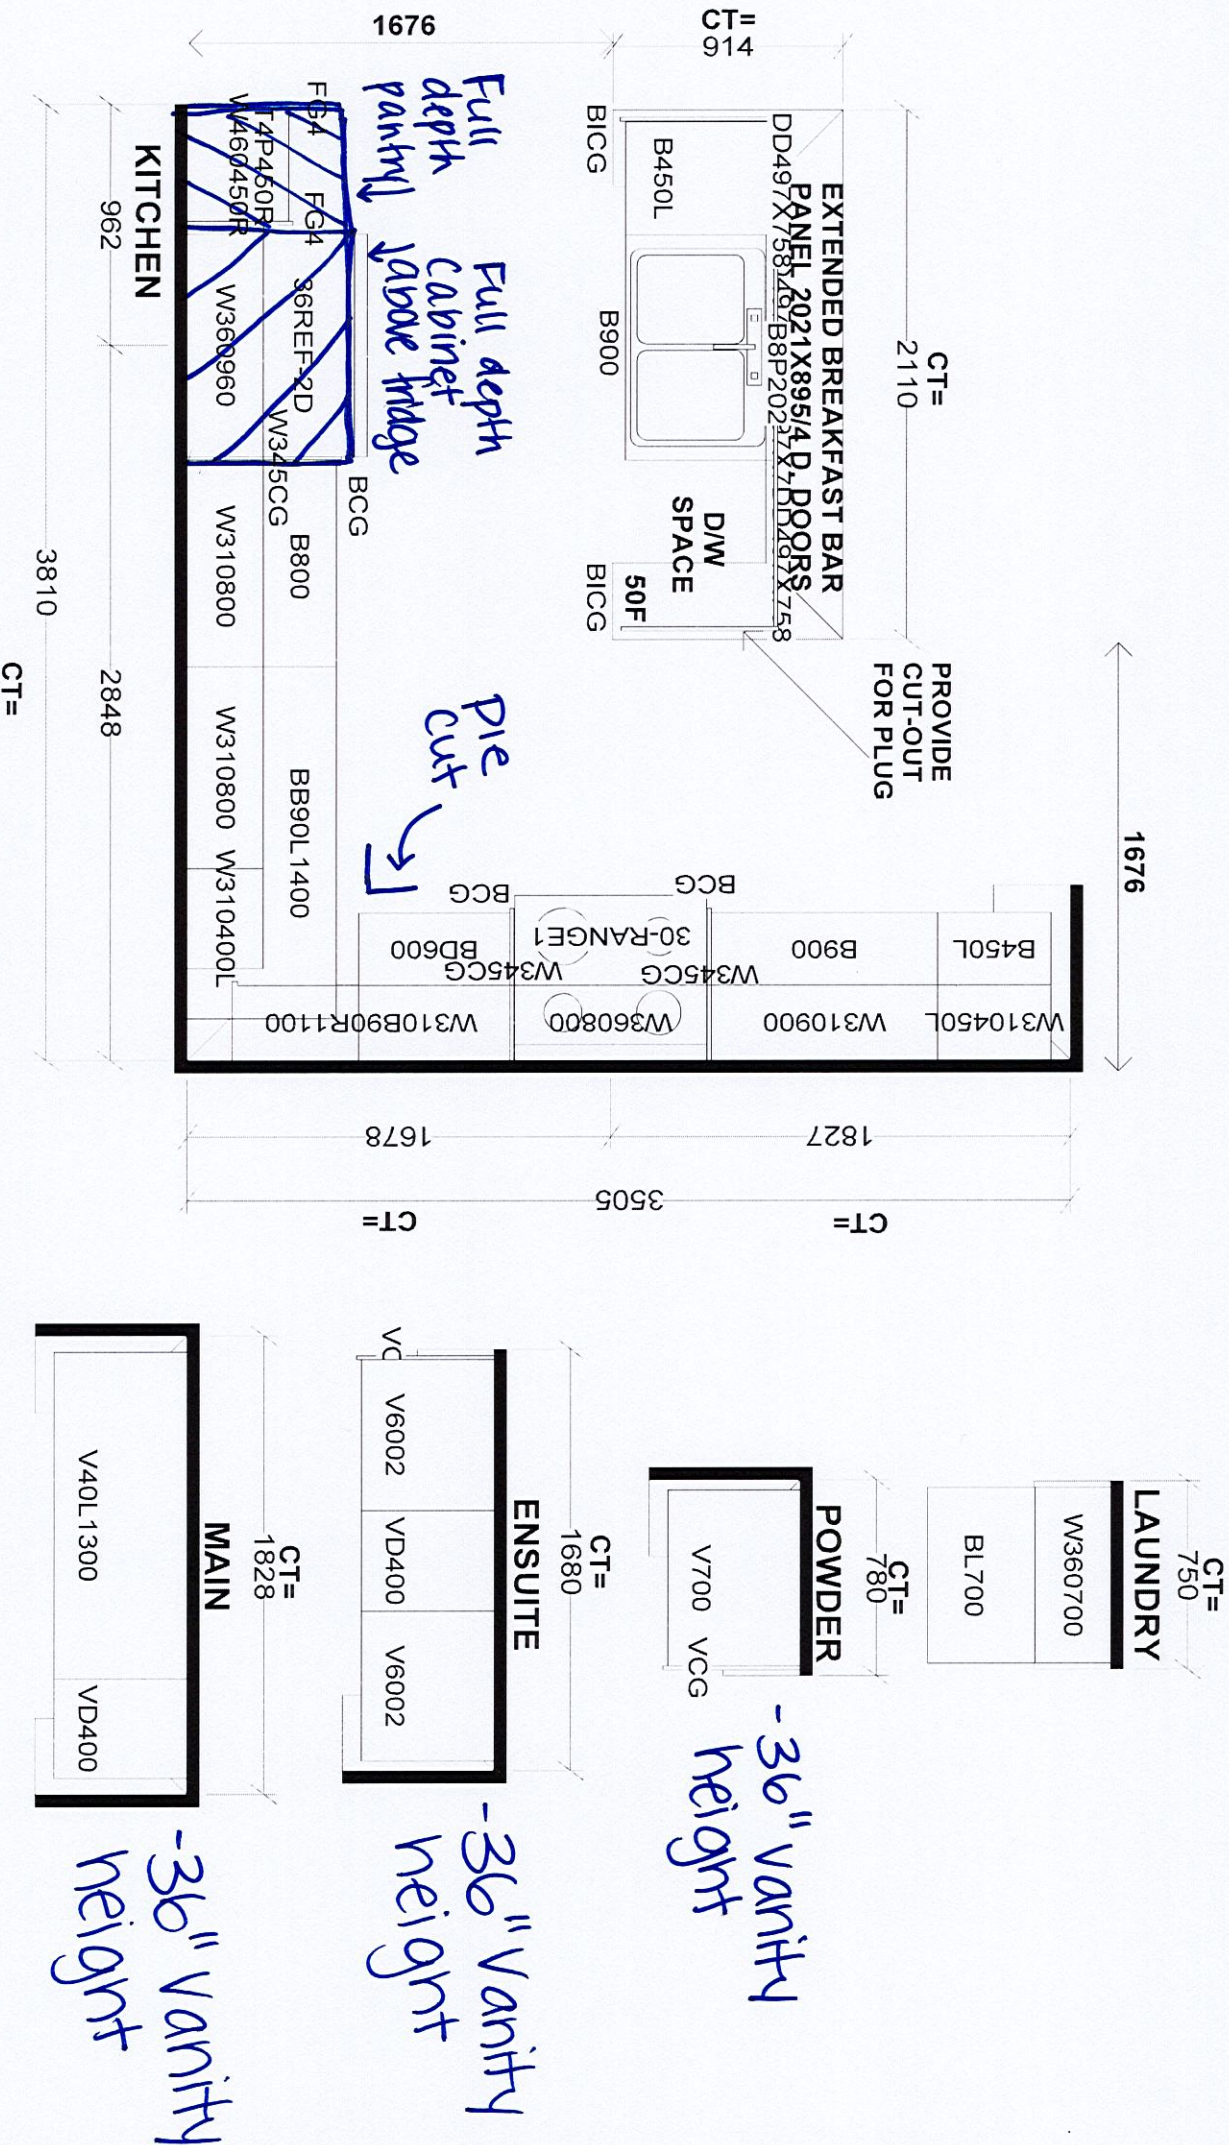 1676
CT=
914
CT=
2110
EXTENDED BREAKFAST BAR
PANEL 2021X895/4 D. DOORS
BICG
B450L
B900
D/W
SPACE
50F
BICG
PROVIDE
CUT-OUT
FOR PLUG
1676
Full
depth
pantry
Full depth
cabinet
above fridge
Pie
cut
FG4
FG4
T4P450R
W460450R
36REF-2D
W360960
W345CG
BCG
B800
W310800
BB90L1400
W310800
W310400L
KITCHEN
962
2848
3810
CT=
BCG
BCG
BD600
30-RANGE1
B900
B450L
W345CG
W345CG
W310B90R1100
W360800
W310900
W310450L
1678
1827
3505
CT=
CT=
CT=
750
LAUNDRY
W360700
BL700
CT=
780
POWDER
V700
VCG
-36" vanity
height
CT=
1680
ENSUITE
V6002
VD400
V6002
-36" vanity
height
CT=
1828
MAIN
V40L1300
VD400
-36" vanity
height